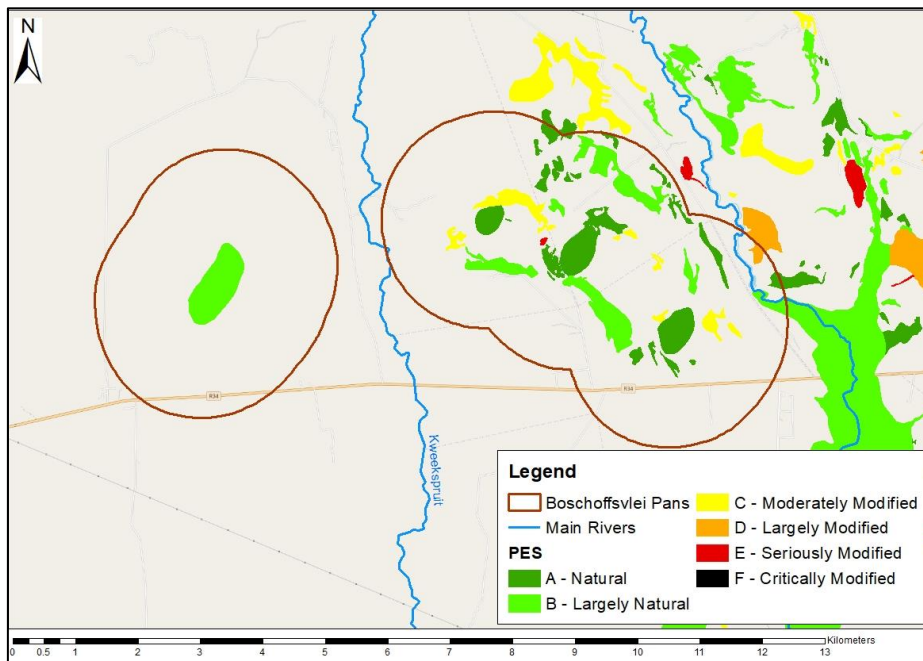 N
R34
R34
Kweekspruit
Legend
Boschoffsvlei Pans
Main Rivers
PES
A - Natural
B - Largely Natural
C - Moderately Modified
D - Largely Modified
E - Seriously Modified
F - Critically Modified
Kilometers
0 0.5 1 2 3 4 5 6 7 8 9 10 11 12 13